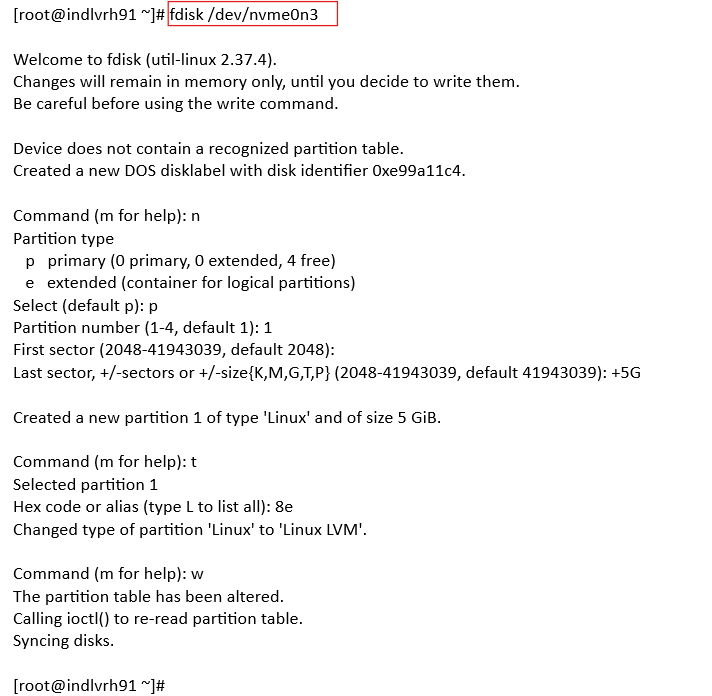 [root@indlvrh91 ~]# fdisk /dev/nvme0n3
Welcome to fdisk (util-linux 2.37.4).
Changes will remain in memory only, until you decide to write them.
Be careful before using the write command.
Device does not contain a recognized partition table.
Created a new DOS disklabel with disk identifier 0xe99a11c4.
Command (m for help): n
Partition type
p primary (0 primary, 0 extended, 4 free)
e extended (container for logical partitions)
Select (default p): p
Partition number (1-4, default 1): 1
First sector (2048-41943039, default 2048):
Last sector, +/-sectors or +/-size{K,M,G,T,P} (2048-41943039, default 41943039): +5G
Created a new partition 1 of type 'Linux' and of size 5 GiB.
Command (m for help): t
Selected partition 1
Hex code or alias (type L to list all): 8e
Changed type of partition 'Linux' to 'Linux LVM'.
Command (m for help): w
The partition table has been altered.
Calling ioctl() to re-read partition table.
Syncing disks.
[root@indlvrh91 ~]#